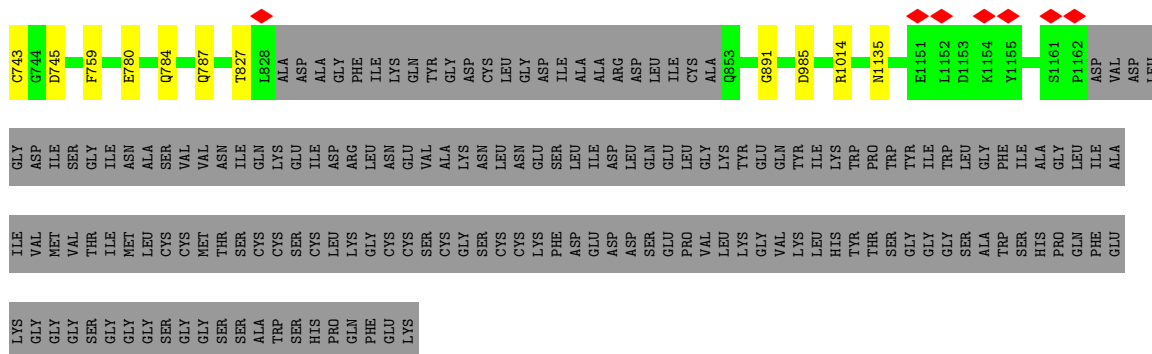 C743 G744 D745 F759 E780 Q784 Q787 T827 L828 ALA ASP ALA GLY PHE ILE LYS GLN TYR GLY ASP CYS LEU GLY ASP ILE ALA ALA ARG ASP LEU ILE CYS ALA Q853 G891 D985 R1014 N1135 E1151 L1152 D1153 K1154 Y1155 S1161 P1162 ASP VAL ASP LEU
GLY ASP ILE SER GLY ILE ASN ALA SER VAL VAL ASN ILE GLN LYS GLU ILE ASP ARG LEU ASN GLU VAL ALA LYS ASN LEU ASN GLU SER LEU ILE ASP LEU GLN GLU LEU GLY LYS TYR GLU GLN TYR ILE LYS TRP PRO TRP TYR ILE TRP LEU GLY PHE ILE ALA GLY LEU ILE ALA
ILE VAL MET VAL THR ILE MET LEU CYS CYS MET THR SER CYS CYS SER CYS LEU LYS GLY CYS CYS SER CYS GLY SER CYS CYS LYS PHE ASP GLU ASP ASP SER GLU PRO VAL LEU LYS GLY VAL LYS LEU HIS TYR THR SER GLY GLY GLY SER ALA TRP SER HIS PRO GLN PHE GLU
LYS GLY GLY GLY SER GLY GLY GLY SER GLY GLY SER SER ALA TRP SER HIS PRO GLN PHE GLU LYS